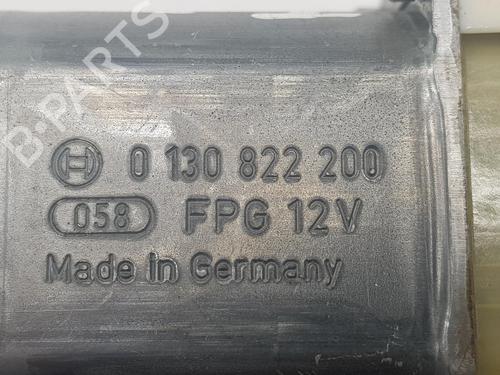 B-PARTS
0 130 822 200
058 FPG 12V
Made in Germany